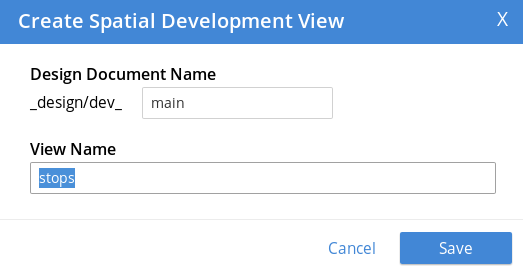 Create Spatial Development View X
Design Document Name
_design/dev_ main
View Name
stops
Cancel Save